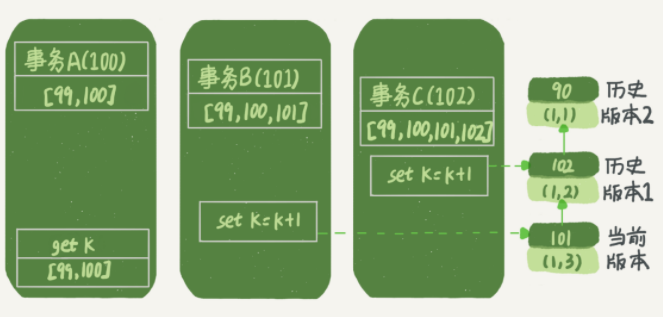 事务A(100)
[99,100]
get k
[99,100]
事务B(101)
[99,100,101]
set k=k+1
事务C(102)
[99,100,101,102]
set k=k+1
90
(1,1)
历史
版本2
102
(1,2)
历史
版本1
101
(1,3)
当前
版本